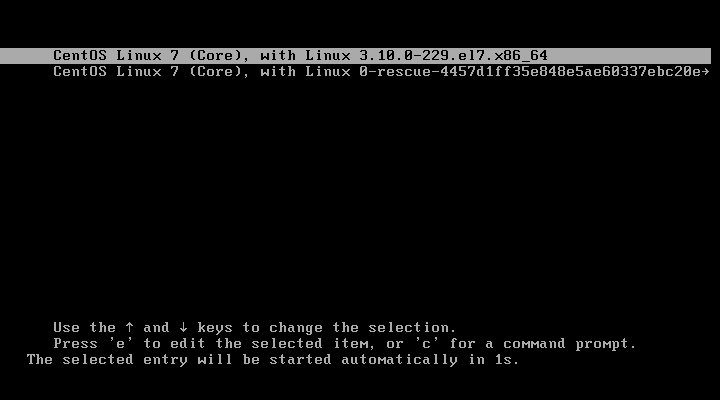 CentOS Linux 7 (Core), with Linux 3.10.0-229.el7.x86_64
CentOS Linux 7 (Core), with Linux 0-rescue-4457d1ff35e848e5ae60337ebc20e→
Use the ↑ and ↓ keys to change the selection.
Press 'e' to edit the selected item, or 'c' for a command prompt.
The selected entry will be started automatically in 1s.